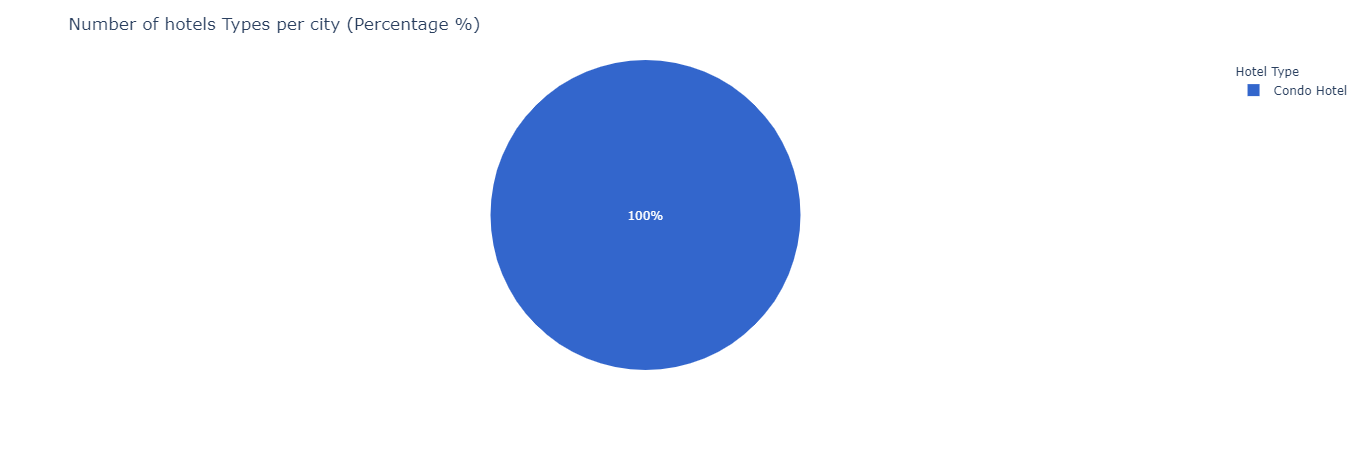 Number of hotels Types per city (Percentage %)
Hotel Type
Condo Hotel
100%